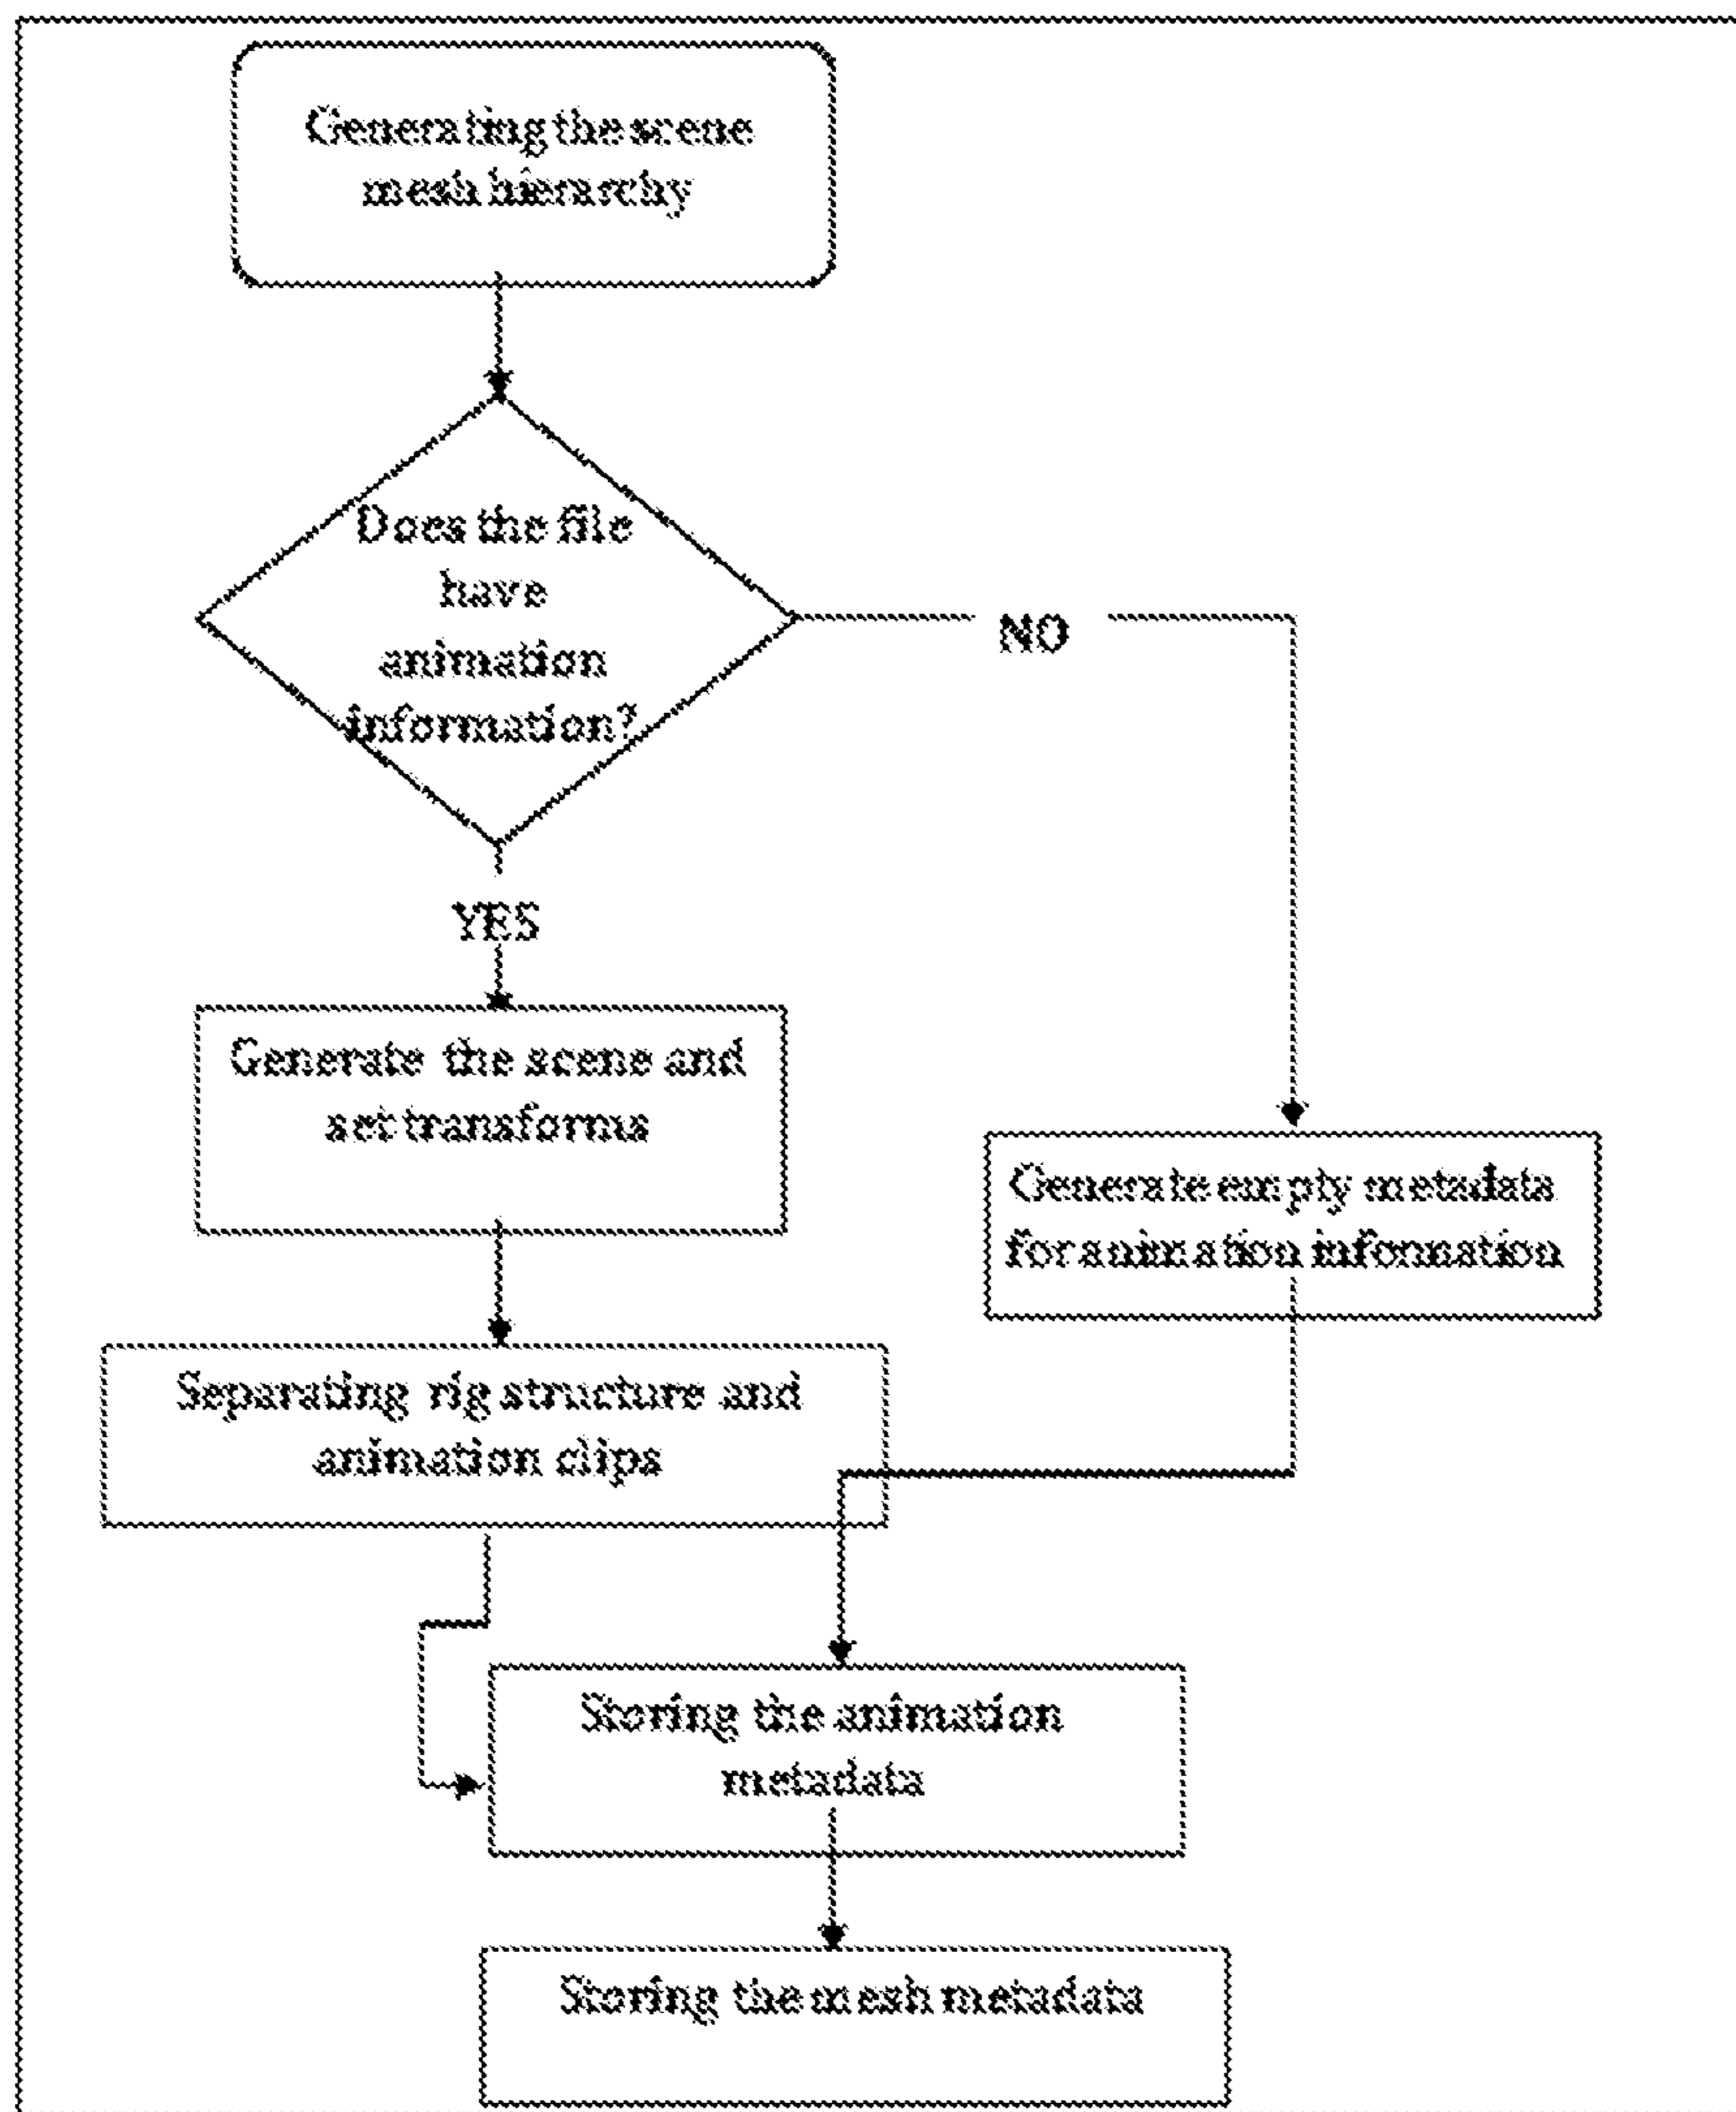 Generating the scene
mesh hierarchy
Does the file
have
animation
information?
NO
YES
Generate the scene and
set transforms
Generate empty metadata
for animation information
Separating rig structure and
animation clips
Storing the animation
metadata
Storing the mesh metadata